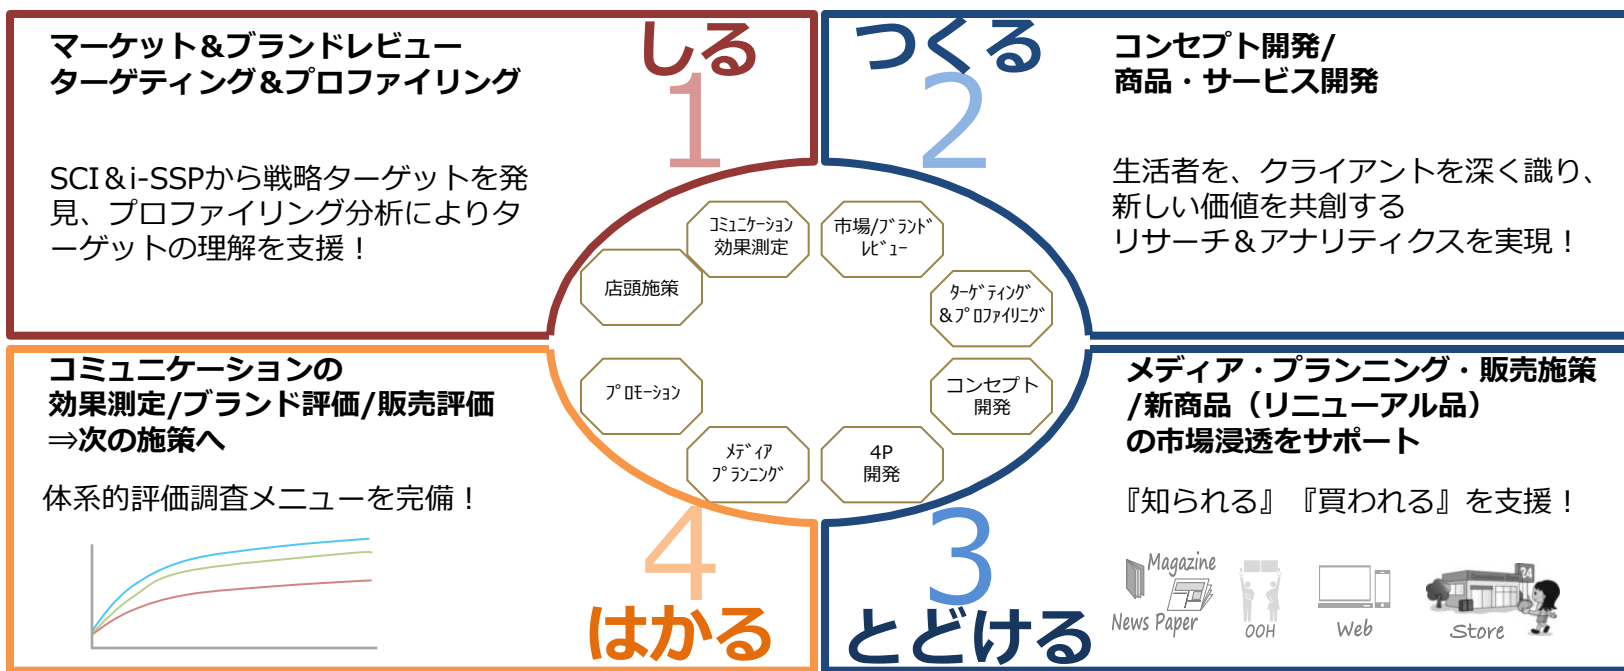 マーケット&ブランドレビュー
ターゲティング&プロファイリング
しる
1
SCI&i-SSPから戦略ターゲットを発
見、プロファイリング分析によりタ
ーゲットの理解を支援！
つくる
2
コンセプト開発/
商品・サービス開発
生活者を、クライアントを深く識り、
新しい価値を共創する
リサーチ&アナリティクスを実現！
ｺﾐｭﾆｹｰｼｮﾝ
効果測定
市場/ﾌﾞﾗﾝﾄﾞ
ﾚﾋﾞｭｰ
店頭施策
ﾀｰｹﾞﾃｨﾝｸﾞ
&ﾌﾟﾛﾌｧｲﾘﾆｸﾞ
ﾌﾟﾛﾓｰｼｮﾝ
コンセプト
開発
ﾒﾃﾞｨｱ
ﾌﾟﾗﾝﾆﾝｸﾞ
4P
開発
メディア・プランニング・販売施策
/新商品（リニューアル品）
の市場浸透をサポート
『知られる』『買われる』を支援！
3
とどける
Magazine
News Paper
OOH
Web
24
Store
コミュニケーションの
効果測定/ブランド評価/販売評価
⇒次の施策へ
体系的評価調査メニューを完備！
4
はかる